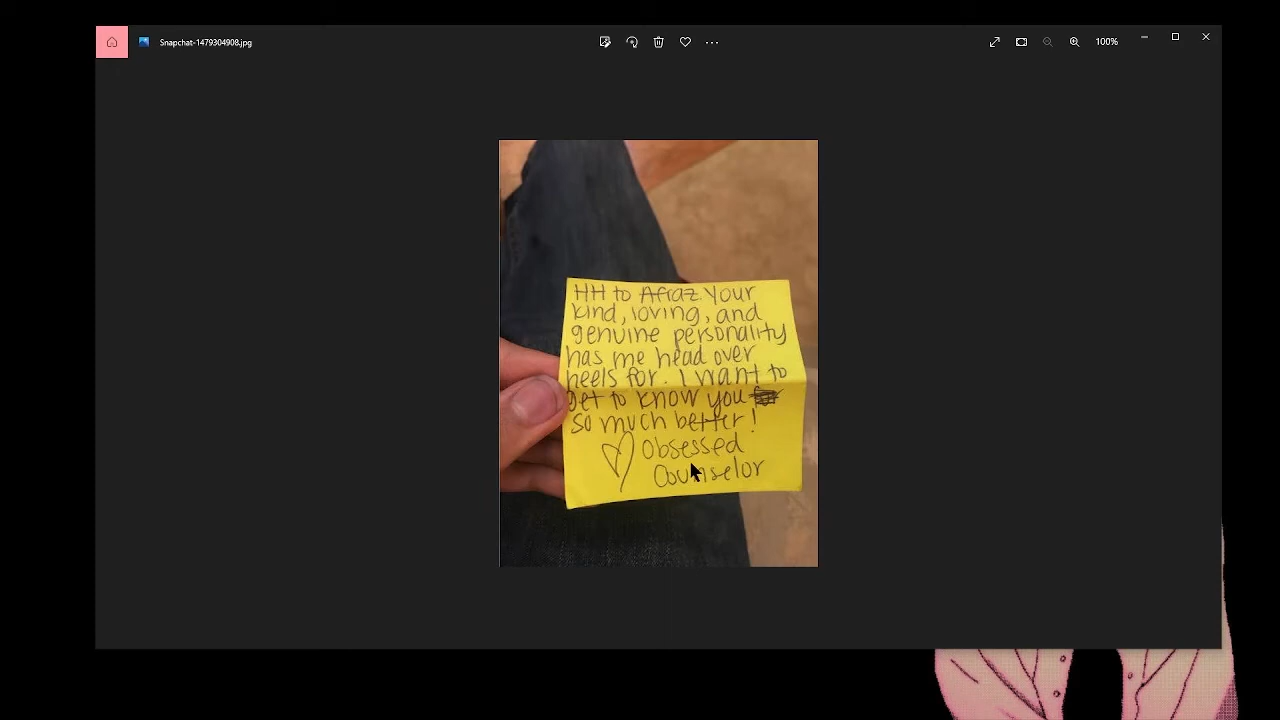 Snapchat-1479304908.jpg
100%
HH to Afraz Your
kind, loving, and
genuine personality
has me head over
heels for. I want to
get to know you
so much better!
Obsessed
Counselor